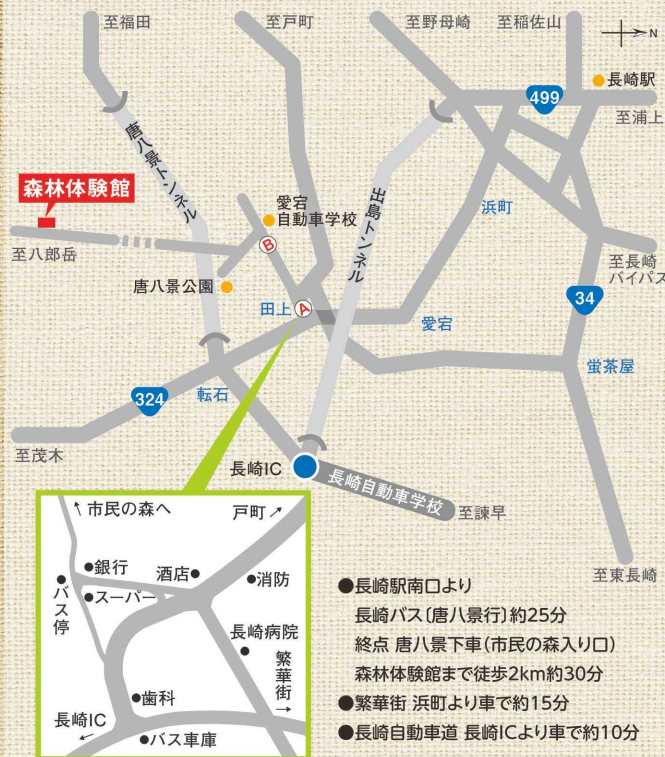 至福田
至戸町
至野母崎
至稲佐山
N
長崎駅
499
至浦上
唐八景トンネル
出島トンネル
森林体験館
愛宕
自動車学校
浜町
B
至八郎岳
至長崎
バイパス
唐八景公園
田上
A
34
愛宕
蛍茶屋
324
転石
至茂木
長崎IC
長崎自動車学校
至諫早
至東長崎
市民の森へ
戸町
銀行
酒店
消防
バス停
スーパー
長崎病院
繁華街
歯科
長崎IC
バス車庫
●長崎駅南口より
長崎バス〔唐八景行〕約25分
終点 唐八景下車(市民の森入り口)
森林体験館まで徒歩2km約30分
●繁華街 浜町より車で約15分
●長崎自動車道 長崎ICより車で約10分